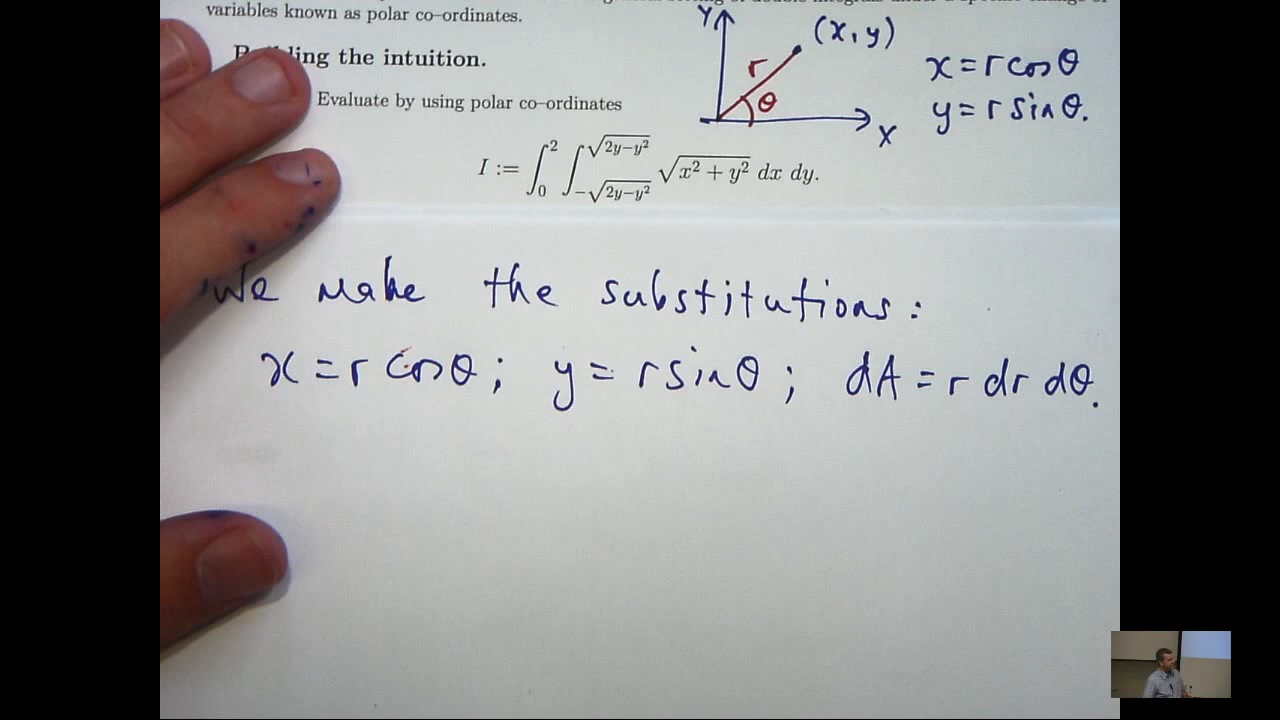 variables known as polar co–ordinates.
Y
(x, y)
r
θ
X
x = r cos θ
y = r sin θ.
ing the intuition.
Evaluate by using polar co–ordinates
I := ∫₀² ∫_{-√(2y−y²)}^{√(2y−y²)} √(x² + y²) dx dy.
We make the substitutions:
x = r cos θ; y = r sin θ; dA = r dr dθ.